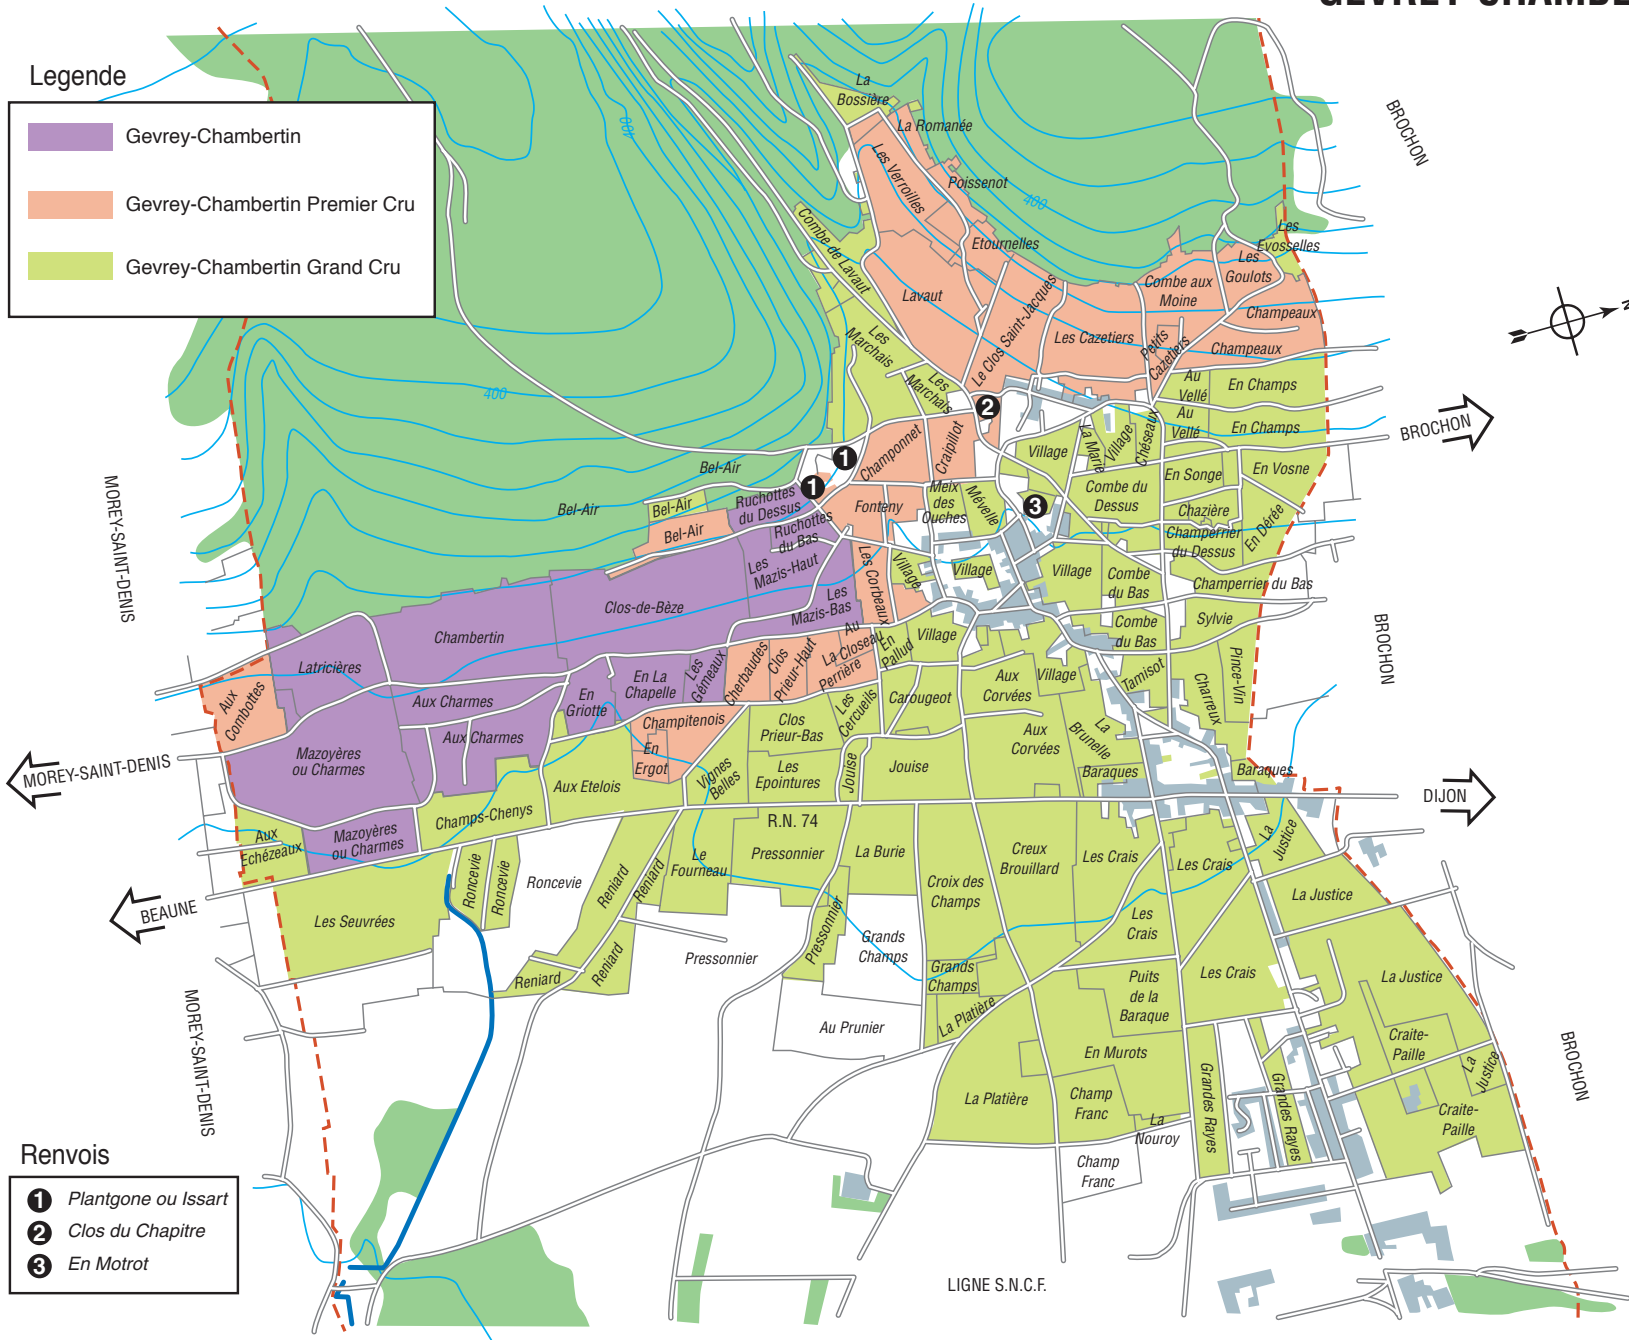 GEVREY-CHAMBE
Legende
Gevrey-Chambertin
Gevrey-Chambertin Premier Cru
Gevrey-Chambertin Grand Cru
400
400
400
BROCHON
N
La
Bossière
La Romanée
Les Verroilles
Poissenot
Etournelles
Combe de Lavaut
Lavaut
Les
Evosselles
Les
Goulots
Combe aux
Moine
Champeaux
Le Clos Saint-Jacques
Les Cazetiers
Petits
Cazetiers
Champeaux
Les
Marchais
Les
Marchais
Au
Vellé
En Champs
Au
Vellé
En Champs
BROCHON
2
1
1
3
Champonnet
Craipillot
Village
La Marie
Village
Chéseaux
En Songe
En Vosne
Bel-Air
Bel-Air
Bel-Air
Bel-Air
Ruchottes
du Dessus
Ruchottes
du Bas
Fonteny
Meix
des
Ouches
Mévelle
Combe du
Dessus
Chazière
Champerrier
du Dessus
En Dérée
MOREY-SAINT-DENIS
Les
Mazis-Haut
Les
Mazis-Bas
Les Corbeaux
Village
Village
Village
Combe
du Bas
Champerrier du Bas
Clos-de-Bèze
Chambertin
Latricières
Aux
Combottes
Au
La Closeau
Perrière
En
Pallud
Village
Combe
du Bas
Sylvie
BROCHON
Cherbaudes
Clos
Prieur-Haut
Les
Gémeaux
En La
Chapelle
En
Griotte
Aux Charmes
Aux Charmes
Mazoyères
ou Charmes
Mazoyères
ou Charmes
Champitenois
En
Ergot
Clos
Prieur-Bas
Les
Cercueils
Carougeot
Aux
Corvées
Village
Tamisot
Charreux
Pince-Vin
Aux
Corvées
La
Brunelle
Baraques
Baraques
MOREY-SAINT-DENIS
Aux Etelois
Vignes
Belles
Les
Epointures
Jouise
Jouise
DIJON
Champs-Chenys
Aux
Echézeaux
R.N. 74
BEAUNE
Les Seuvrées
Roncevie
Roncevie
Roncevie
Reniard
Reniard
Reniard
Reniard
Le
Fourneau
Pressonnier
Pressonnier
Pressonnier
La Burie
Creux
Brouillard
Les Crais
Les Crais
La
Justice
La Justice
Croix des
Champs
Grands
Champs
Grands
Champs
Les
Crais
Les Crais
La Justice
Puits
de la
Baraque
La Platière
Au Prunier
En Murots
Craite-
Paille
La
Justice
Craite-
Paille
La Platière
Champ
Franc
La
Nouroy
Champ
Franc
Grandes Rayes
Grandes Rayes
MOREY-SAINT-DENIS
BROCHON
Renvois
1 Plantgone ou Issart
2 Clos du Chapitre
3 En Motrot
LIGNE S.N.C.F.